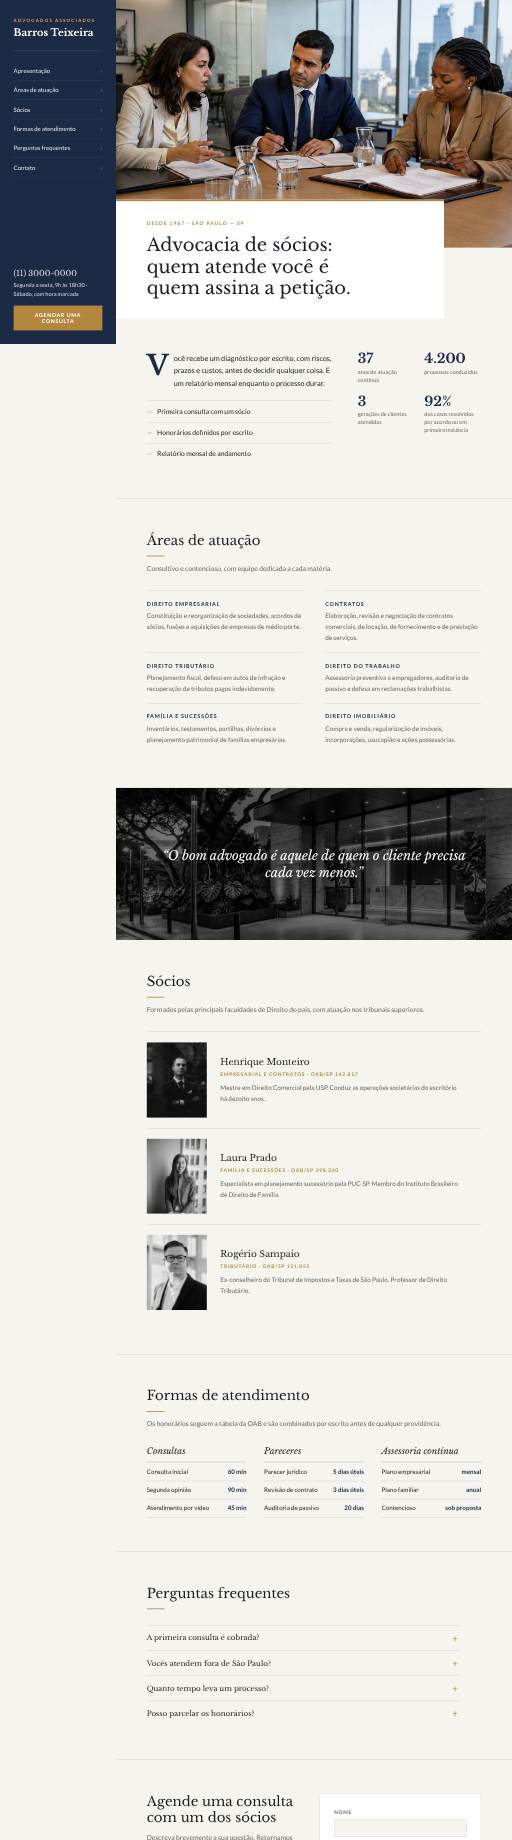 ADVOGADOS ASSOCIADOS
Barros Teixeira
Apresentação
Áreas de atuação
Sócios
Formas de atendimento
Perguntas frequentes
Contato
(11) 3000-0000
Segunda a sexta, 9h às 18h30 ·
Sábado, com hora marcada
AGENDAR UMA
CONSULTA
DESDE 1987 · SÃO PAULO — SP
Advocacia de sócios:
quem atende você é
quem assina a petição.
Você recebe um diagnóstico por escrito, com riscos,
prazos e custos, antes de decidir qualquer coisa. E
um relatório mensal enquanto o processo durar.
— Primeira consulta com um sócio
— Honorários definidos por escrito
— Relatório mensal de andamento
37
anos de atuação
contínua
4.200
processos conduzidos
3
gerações de clientes
atendidas
92%
dos casos resolvidos
por acordo ou em
primeira instância
Áreas de atuação
Consultivo e contencioso, com equipe dedicada a cada matéria.
DIREITO EMPRESARIAL
Constituição e reorganização de sociedades, acordos de
sócios, fusões e aquisições de empresas de médio porte.
CONTRATOS
Elaboração, revisão e negociação de contratos
comerciais, de locação, de fornecimento e de prestação
de serviços.
DIREITO TRIBUTÁRIO
Planejamento fiscal, defesa em autos de infração e
recuperação de tributos pagos indevidamente.
DIREITO DO TRABALHO
Assessoria preventiva a empregadores, auditoria de
passivo e defesa em reclamações trabalhistas.
FAMÍLIA E SUCESSÕES
Inventários, testamentos, partilhas, divórcios e
planejamento patrimonial de famílias empresárias.
DIREITO IMOBILIÁRIO
Compra e venda, regularização de imóveis,
incorporações, usucapião e ações possessórias.
“O bom advogado é aquele de quem o cliente precisa
cada vez menos.”
Sócios
Formados pelas principais faculdades de Direito do país, com atuação nos tribunais superiores.
Henrique Monteiro
EMPRESARIAL E CONTRATOS · OAB/SP 142.817
Mestre em Direito Comercial pela USP. Conduz as operações societárias do escritório
há dezoito anos.
Laura Prado
FAMÍLIA E SUCESSÕES · OAB/SP 198.340
Especialista em planejamento sucessório pela PUC-SP. Membro do Instituto Brasileiro
de Direito de Família.
Rogério Sampaio
TRIBUTÁRIO · OAB/SP 121.055
Ex-conselheiro do Tribunal de Impostos e Taxas de São Paulo. Professor de Direito
Tributário.
Formas de atendimento
Os honorários seguem a tabela da OAB e são combinados por escrito antes de qualquer providência.
Consultas
Consulta inicial 60 min
Segunda opinião 90 min
Atendimento por vídeo 45 min
Pareceres
Parecer jurídico 5 dias úteis
Revisão de contrato 3 dias úteis
Auditoria de passivo 20 dias
Assessoria contínua
Plano empresarial mensal
Plano familiar anual
Contencioso sob proposta
Perguntas frequentes
A primeira consulta é cobrada? +
Vocês atendem fora de São Paulo? +
Quanto tempo leva um processo? +
Posso parcelar os honorários? +
Agende uma consulta
com um dos sócios
Descreva brevemente a sua questão. Retornamos
NOME